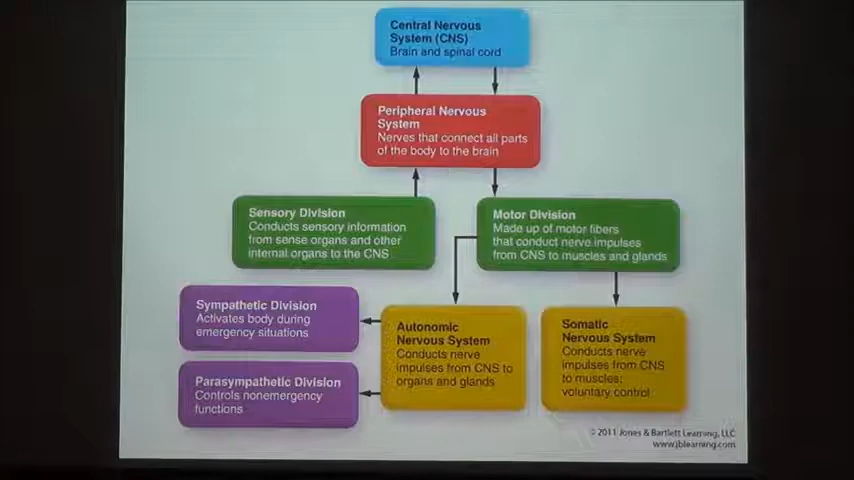 Central Nervous
System (CNS)
Brain and spinal cord
Peripheral Nervous
System
Nerves that connect all parts
of the body to the brain
Sensory Division
Conducts sensory information
from sense organs and other
internal organs to the CNS
Motor Division
Made up of motor fibers
that conduct nerve impulses
from CNS to muscles and glands
Sympathetic Division
Activates body during
emergency situations
Parasympathetic Division
Controls nonemergency
functions
Autonomic
Nervous System
Conducts nerve
impulses from CNS to
organs and glands
Somatic
Nervous System
Conducts nerve
impulses from CNS
to muscles;
voluntary control
© 2011 Jones & Bartlett Learning, LLC
www.jblearning.com